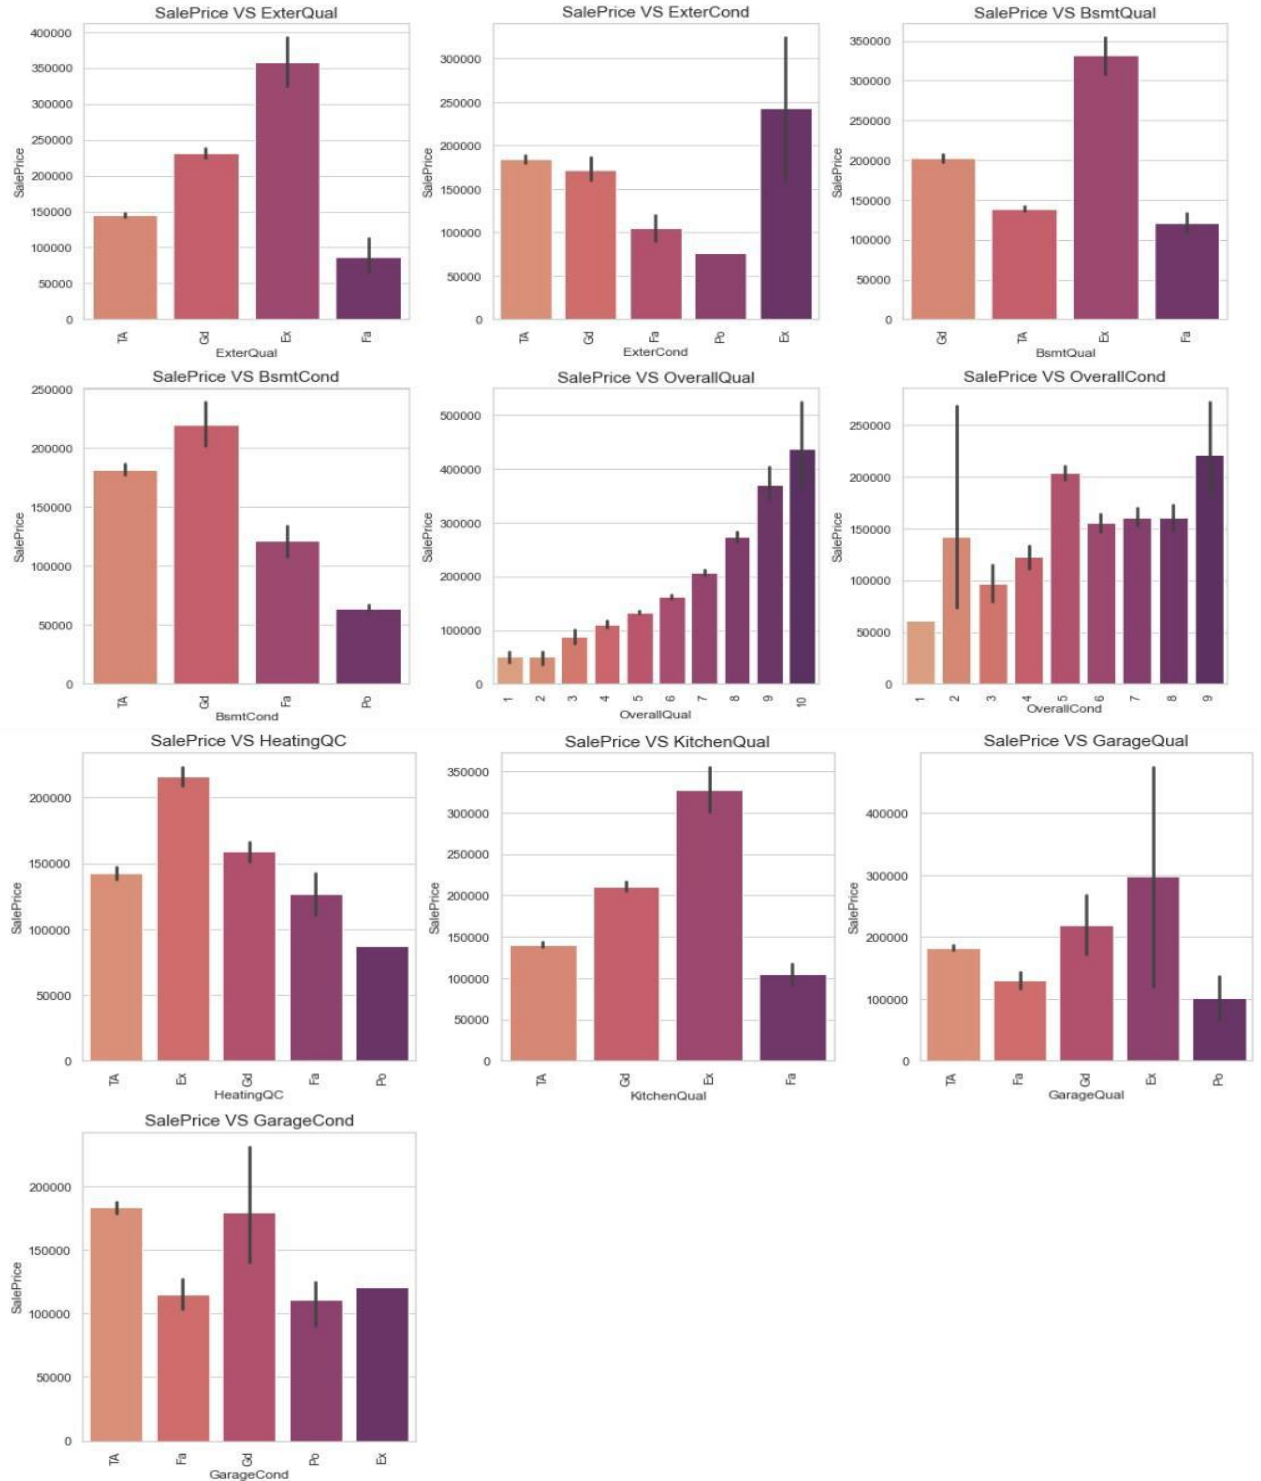 SalePrice VS ExterQual
400000
350000
300000
250000
200000
150000
100000
50000
0
SalePrice
TA Gd Ex Fa
ExterQual
SalePrice VS ExterCond
300000
250000
200000
150000
100000
50000
0
SalePrice
TA Gd Fa Po Ex
ExterCond
SalePrice VS BsmtQual
350000
300000
250000
200000
150000
100000
50000
0
SalePrice
Gd TA Ex Fa
BsmtQual
SalePrice VS BsmtCond
250000
200000
150000
100000
50000
0
SalePrice
TA Gd Fa Po
BsmtCond
SalePrice VS OverallQual
500000
400000
300000
200000
100000
0
SalePrice
1 2 3 4 5 6 7 8 9 10
OverallQual
SalePrice VS OverallCond
250000
200000
150000
100000
50000
0
SalePrice
1 2 3 4 5 6 7 8 9
OverallCond
SalePrice VS HeatingQC
200000
150000
100000
50000
0
SalePrice
TA Ex Gd Fa Po
HeatingQC
SalePrice VS KitchenQual
350000
300000
250000
200000
150000
100000
50000
0
SalePrice
TA Gd Ex Fa
KitchenQual
SalePrice VS GarageQual
400000
300000
200000
100000
0
SalePrice
TA Fa Gd Ex Po
GarageQual
SalePrice VS GarageCond
200000
150000
100000
50000
0
SalePrice
TA Fa Gd Po Ex
GarageCond